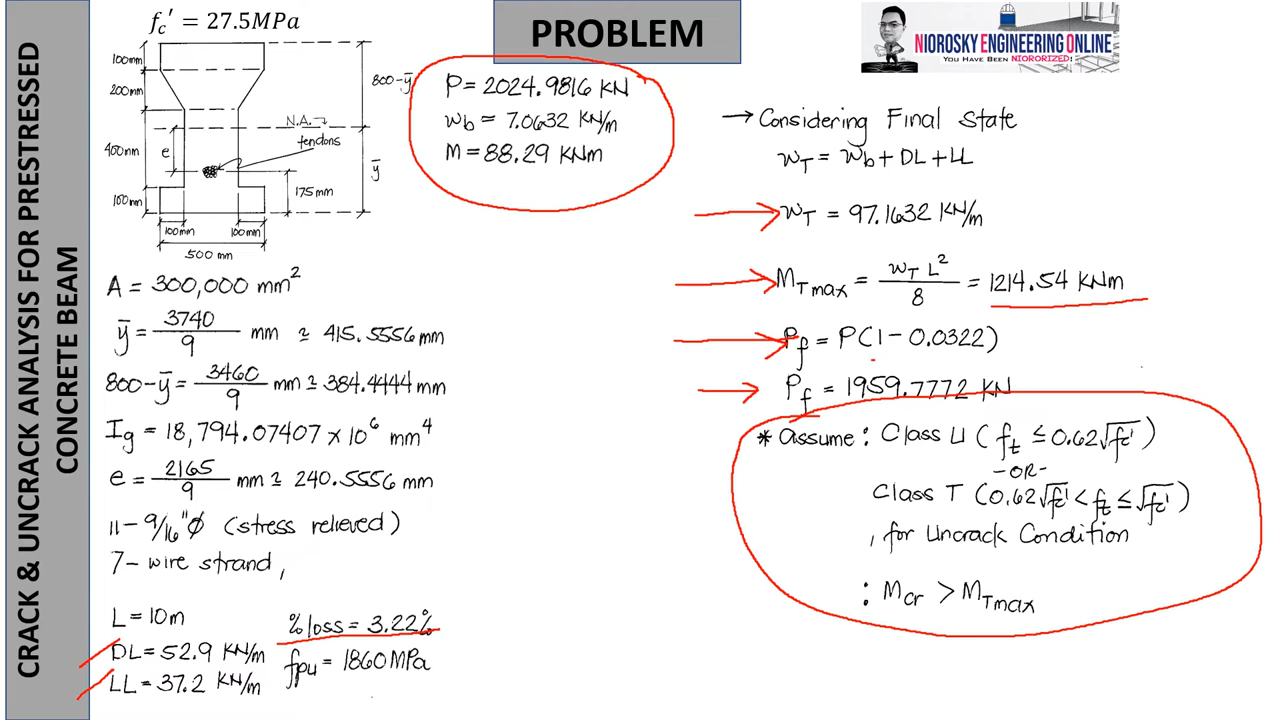 CRACK & UNCRACK ANALYSIS FOR PRESTRESSED
CONCRETE BEAM
fc' = 27.5MPa
PROBLEM
NIOROSKY ENGINEERING ONLINE
YOU HAVE BEEN NIORORIZED!
100mm
200mm
400mm
100mm
e
N.A.
tendons
175 mm
800-ȳ
ȳ
100mm 100mm
500 mm
P = 2024.9816 KN
wb = 7.0632 KN/m
M = 88.29 KNm
A = 300,000 mm²
ȳ = 3740/9 mm ≃ 415.5556 mm
800-ȳ = 3460/9 mm ≃ 384.4444 mm
Ig = 18,794.07407 x 10⁶ mm⁴
e = 2165/9 mm ≃ 240.5556 mm
11 - 9/16"Ø (stress relieved)
7 - wire strand,
L = 10m
DL = 52.9 KN/m
LL = 37.2 KN/m
% loss = 3.22%
fpu = 1860 MPa
→ Considering Final State
wT = wb + DL + LL
wT = 97.1632 KN/m
MTmax = wT L²/8 = 1214.54 KNm
Pf = P(1 - 0.0322)
Pf = 1959.7772 KN
* Assume: Class U (ft ≤ 0.62√fc')
-OR-
Class T (0.62√fc' < ft ≤ √fc')
, for Uncrack Condition
: Mcr > MTmax